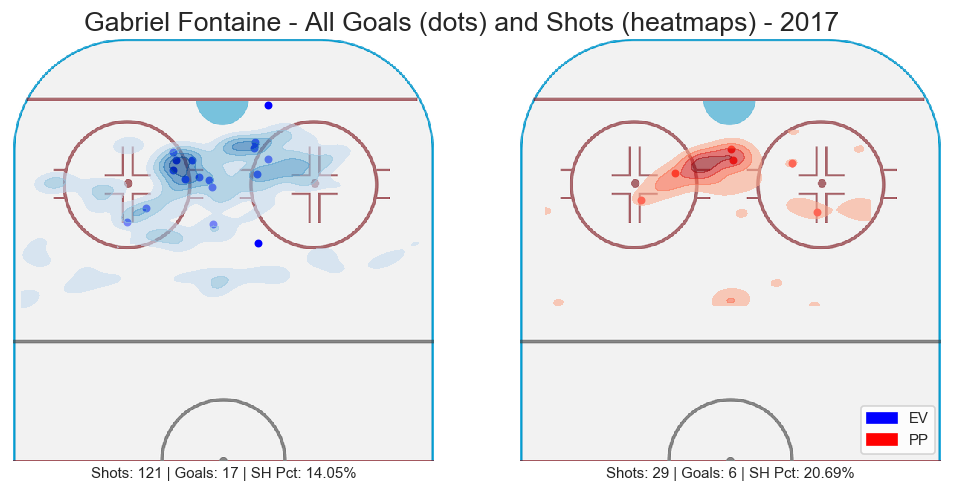 Gabriel Fontaine - All Goals (dots) and Shots (heatmaps) - 2017
EV
PP
Shots: 121 | Goals: 17 | SH Pct: 14.05%
Shots: 29 | Goals: 6 | SH Pct: 20.69%